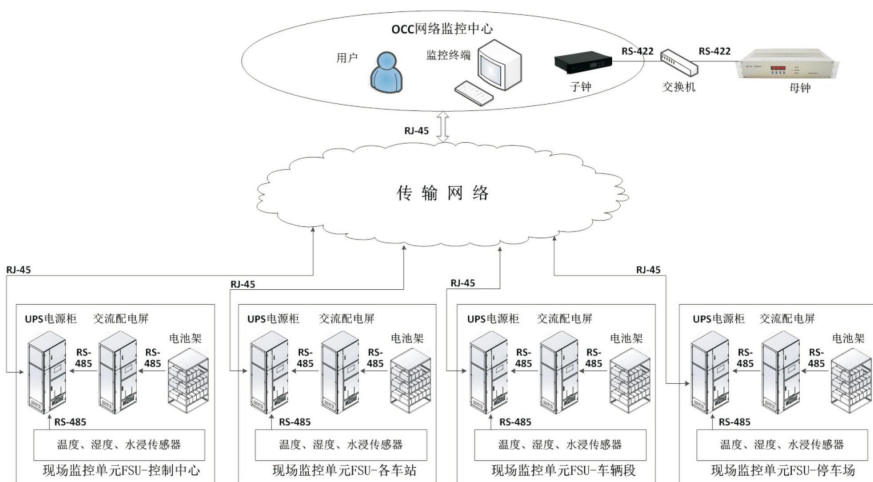 OCC网络监控中心
用户
监控终端
RS-422
RS-422
子钟
交换机
母钟
RJ-45
传输网络
RJ-45
RJ-45
RJ-45
RJ-45
UPS电源柜 交流配电屏
电池架
RS-485
RS-485
RS-485
温度、湿度、水浸传感器
现场监控单元FSU-控制中心
UPS电源柜 交流配电屏
电池架
RS-485
RS-485
RS-485
温度、湿度、水浸传感器
现场监控单元FSU-各车站
UPS电源柜 交流配电屏
电池架
RS-485
RS-485
RS-485
温度、湿度、水浸传感器
现场监控单元FSU-车辆段
UPS电源柜 交流配电屏
电池架
RS-485
RS-485
RS-485
温度、湿度、水浸传感器
现场监控单元FSU-停车场